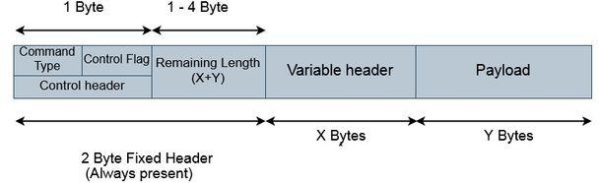 1 Byte
1 - 4 Byte
Command
Type
Control Flag
Control header
Remaining Length
(X+Y)
Variable header
Payload
2 Byte Fixed Header
(Always present)
X Bytes
Y Bytes